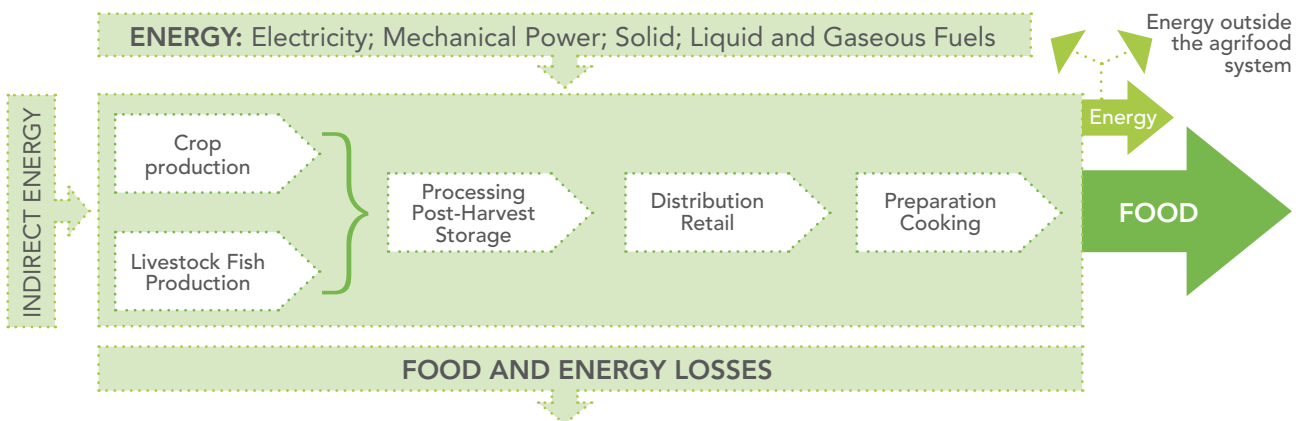 ENERGY: Electricity; Mechanical Power; Solid; Liquid and Gaseous Fuels
Energy outside
the agrifood
system
INDIRECT ENERGY
Crop
production
Livestock Fish
Production
Processing
Post-Harvest
Storage
Distribution
Retail
Preparation
Cooking
Energy
FOOD
FOOD AND ENERGY LOSSES